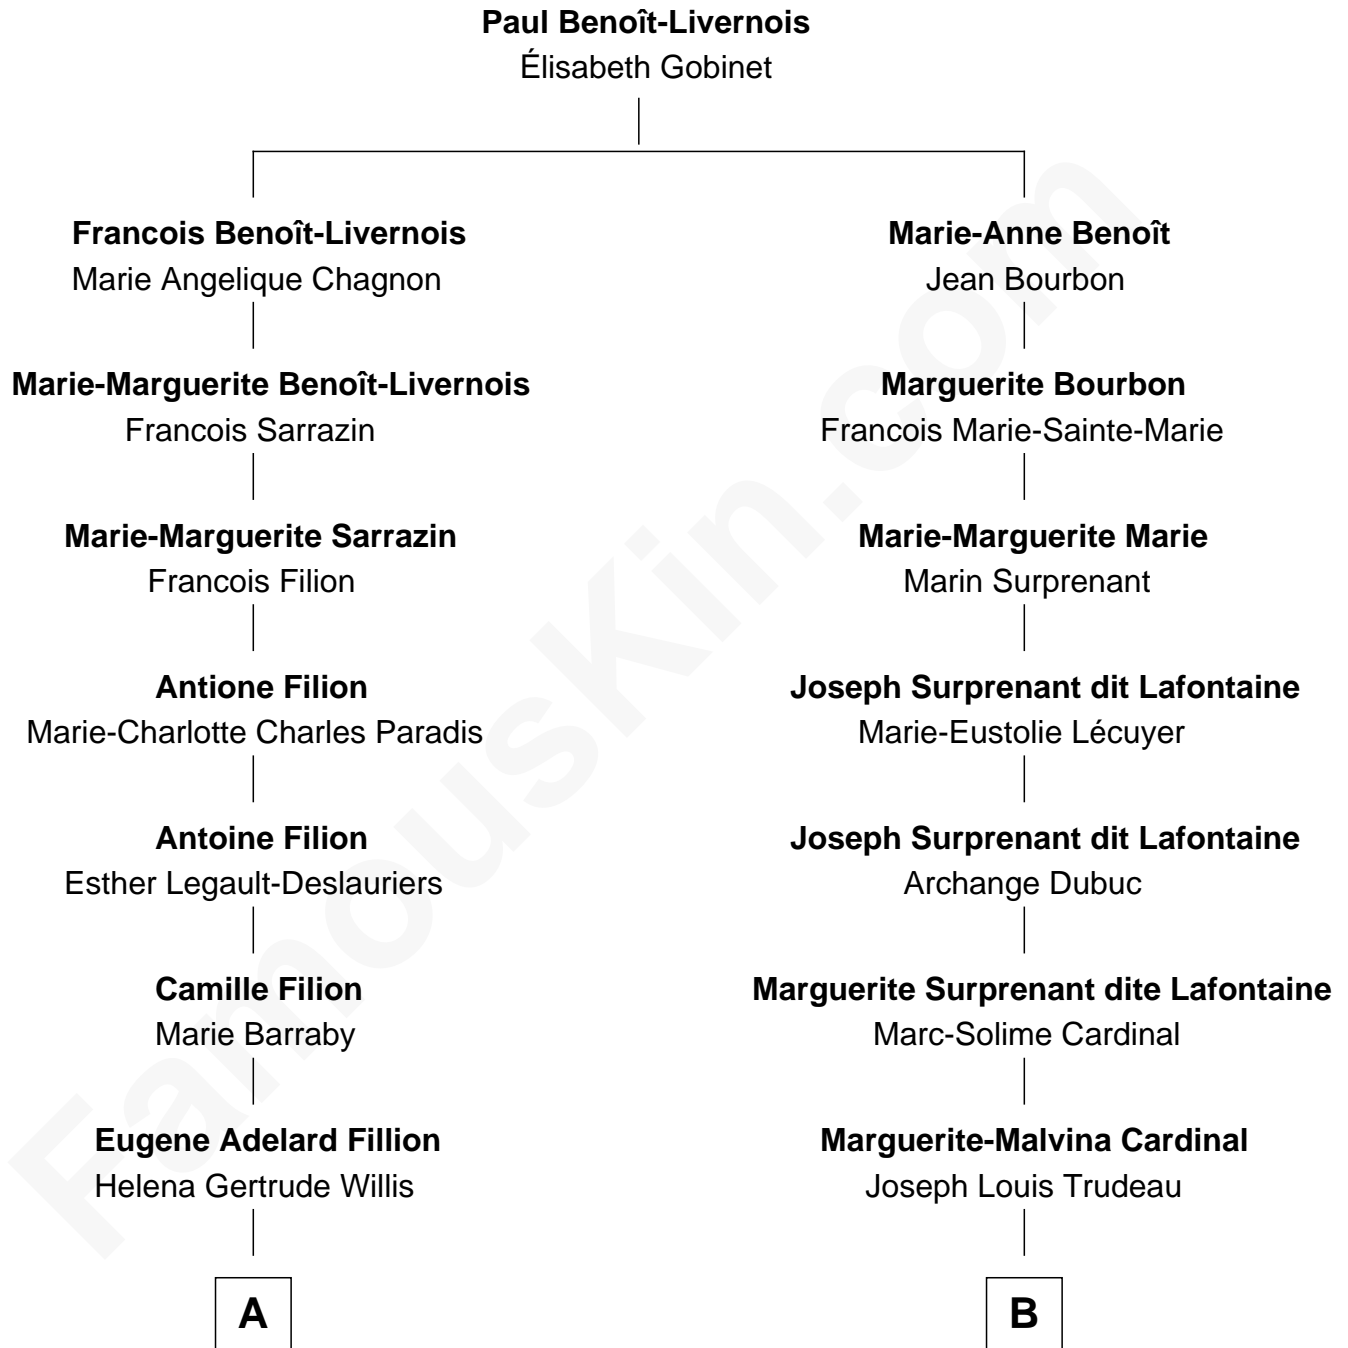 Paul Benoît-Livernois
Élisabeth Gobinet
Francois Benoît-Livernois
Marie Angelique Chagnon
Marie-Marguerite Benoît-Livernois
Francois Sarrazin
Marie-Marguerite Sarrazin
Francois Filion
Antione Filion
Marie-Charlotte Charles Paradis
Antoine Filion
Esther Legault-Deslauriers
Camille Filion
Marie Barraby
Eugene Adelard Fillion
Helena Gertrude Willis
A
Marie-Anne Benoît
Jean Bourbon
Marguerite Bourbon
Francois Marie-Sainte-Marie
Marie-Marguerite Marie
Marin Surprenant
Joseph Surprenant dit Lafontaine
Marie-Eustolie Lécuyer
Joseph Surprenant dit Lafontaine
Archange Dubuc
Marguerite Surprenant dite Lafontaine
Marc-Solime Cardinal
Marguerite-Malvina Cardinal
Joseph Louis Trudeau
B
FamousKin.com